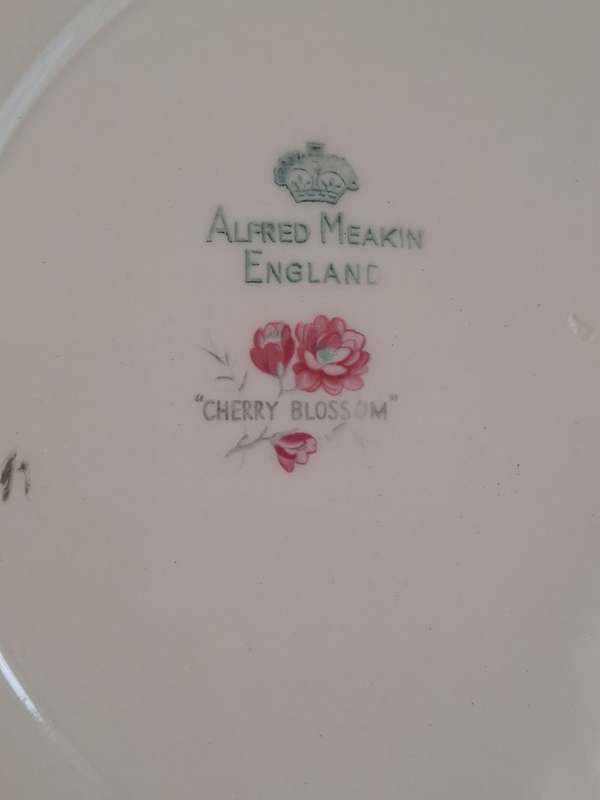 ALFRED MEAKIN
ENGLAND
"CHERRY BLOSSOM"